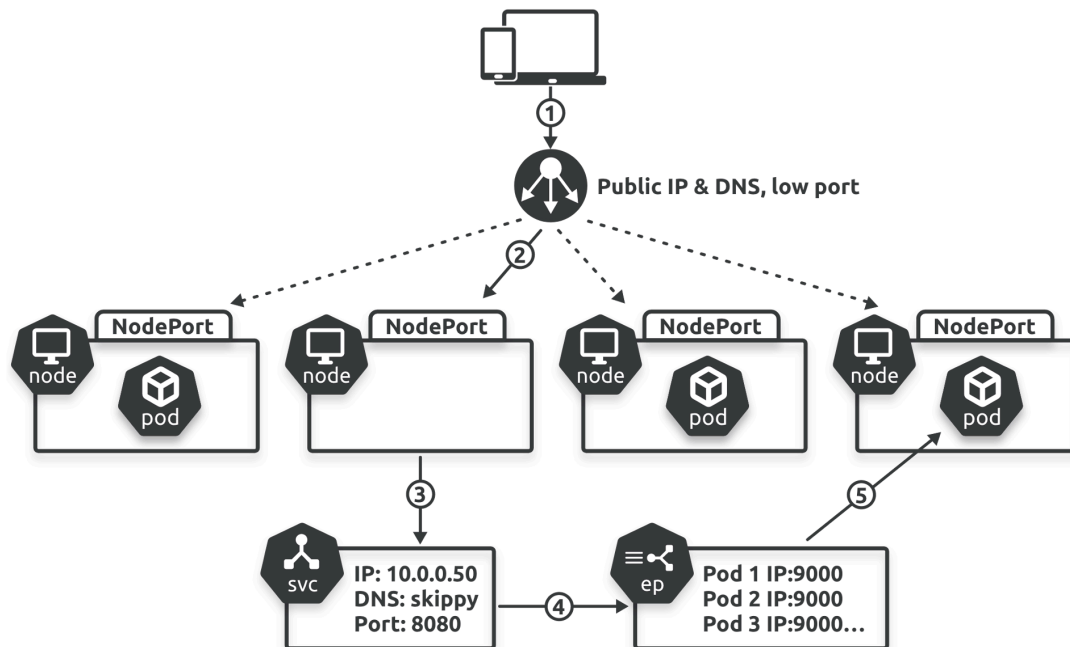 1
Public IP & DNS, low port
2
NodePort
node
pod
NodePort
node
NodePort
node
pod
NodePort
node
pod
3
5
svc
IP: 10.0.0.50
DNS: skippy
Port: 8080
4
ep
Pod 1 IP:9000
Pod 2 IP:9000
Pod 3 IP:9000...